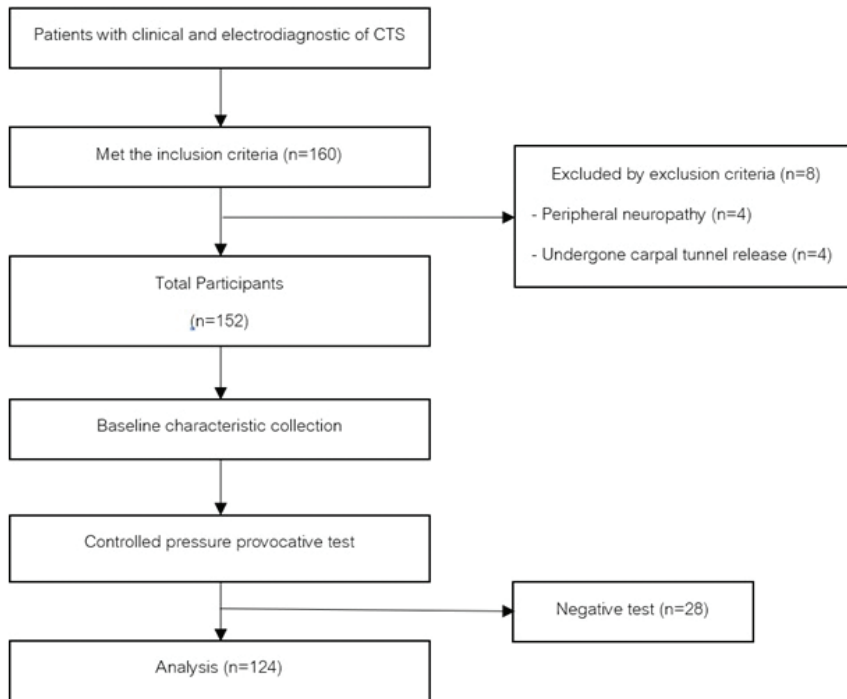 Patients with clinical and electrodiagnostic of CTS
Met the inclusion criteria (n=160)
Excluded by exclusion criteria (n=8)
- Peripheral neuropathy (n=4)
- Undergone carpal tunnel release (n=4)
Total Participants
(n=152)
Baseline characteristic collection
Controlled pressure provocative test
Negative test (n=28)
Analysis (n=124)